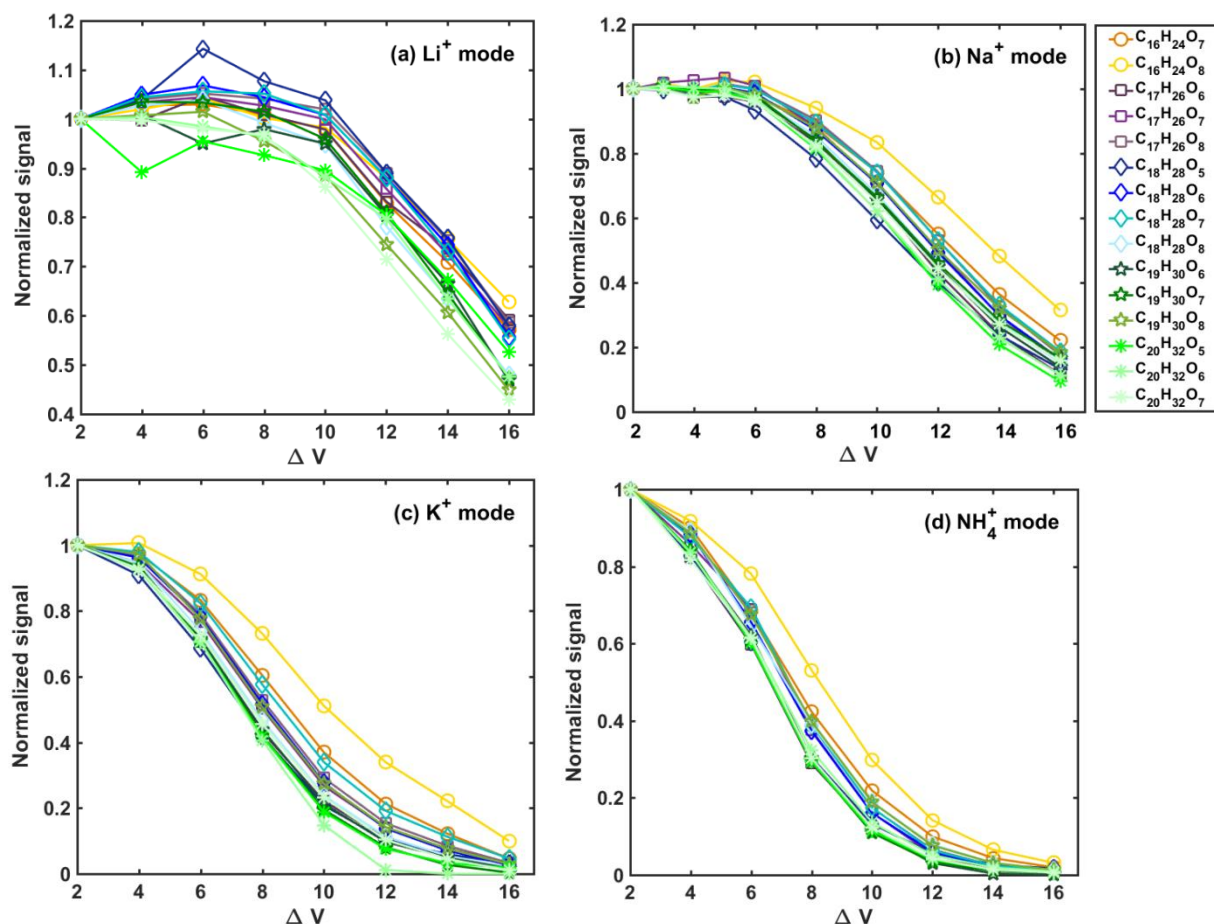 (a) Li⁺ mode
Normalized signal
1.2
1.1
1
0.9
0.8
0.7
0.6
0.5
0.4
2 4 6 8 10 12 14 16
Δ V
(b) Na⁺ mode
Normalized signal
1.2
1
0.8
0.6
0.4
0.2
0
2 4 6 8 10 12 14 16
Δ V
C₁₆H₂₄O₇
C₁₆H₂₄O₈
C₁₇H₂₆O₆
C₁₇H₂₆O₇
C₁₇H₂₆O₈
C₁₈H₂₈O₅
C₁₈H₂₈O₆
C₁₈H₂₈O₇
C₁₈H₂₈O₈
C₁₉H₃₀O₆
C₁₉H₃₀O₇
C₁₉H₃₀O₈
C₂₀H₃₂O₅
C₂₀H₃₂O₆
C₂₀H₃₂O₇
(c) K⁺ mode
Normalized signal
1.2
1
0.8
0.6
0.4
0.2
0
2 4 6 8 10 12 14 16
Δ V
(d) NH₄⁺ mode
Normalized signal
1
0.8
0.6
0.4
0.2
0
2 4 6 8 10 12 14 16
Δ V